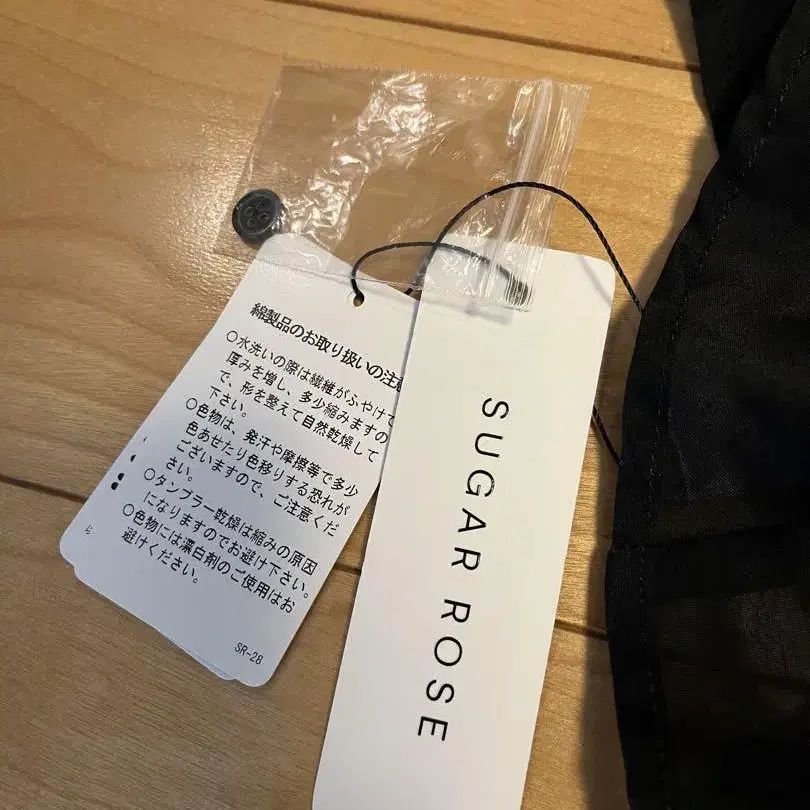 綿製品のお取り扱いの注意
○水洗いの際は繊維がふやけて
厚みを増し、多少縮みますの
で、形を整えて自然乾燥して
下さい。
○色物は、発汗や摩擦等で多少
色あせたり色移りする恐れが
ございますので、ご注意くだ
さい。
○タンブラー乾燥は縮みの原因
になりますのでお避け下さい。
○色物には漂白剤のご使用はお
避けください。
SR-28
SUGAR ROSE